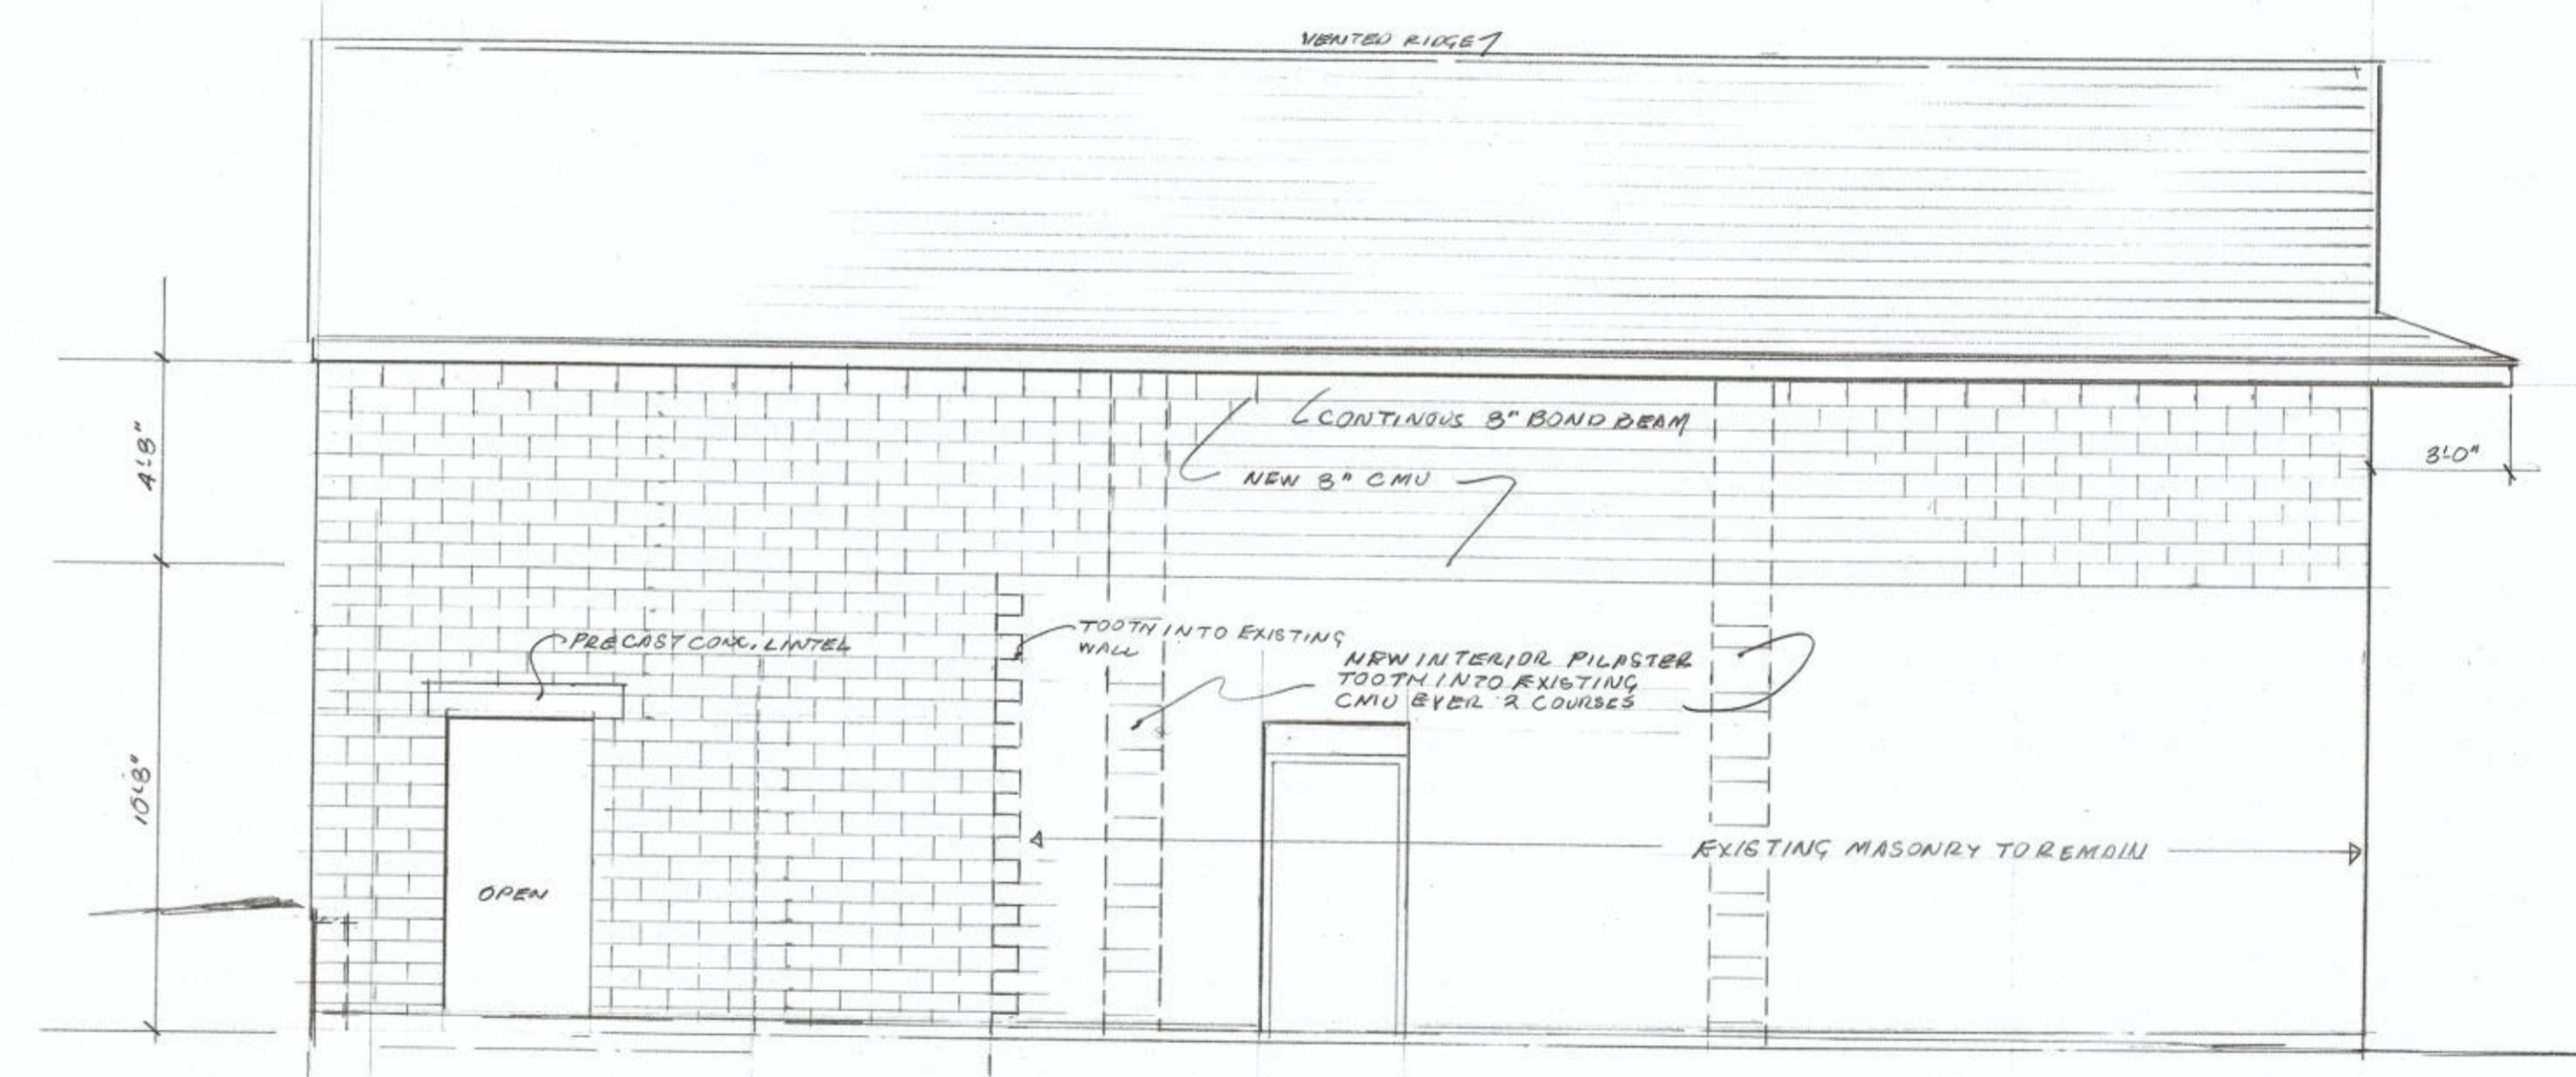 VENTED RIDGE
CONTINOUS 8" BOND BEAM
4'-8"
3'-0"
NEW 8" CMU
TOOTH INTO EXISTING
WALL
PRECAST CONC. LINTEL
NEW INTERIOR PILASTER
TOOTH INTO EXISTING
CMU EVER 2 COURSES
10'-8"
EXISTING MASONRY TO REMAIN
OPEN